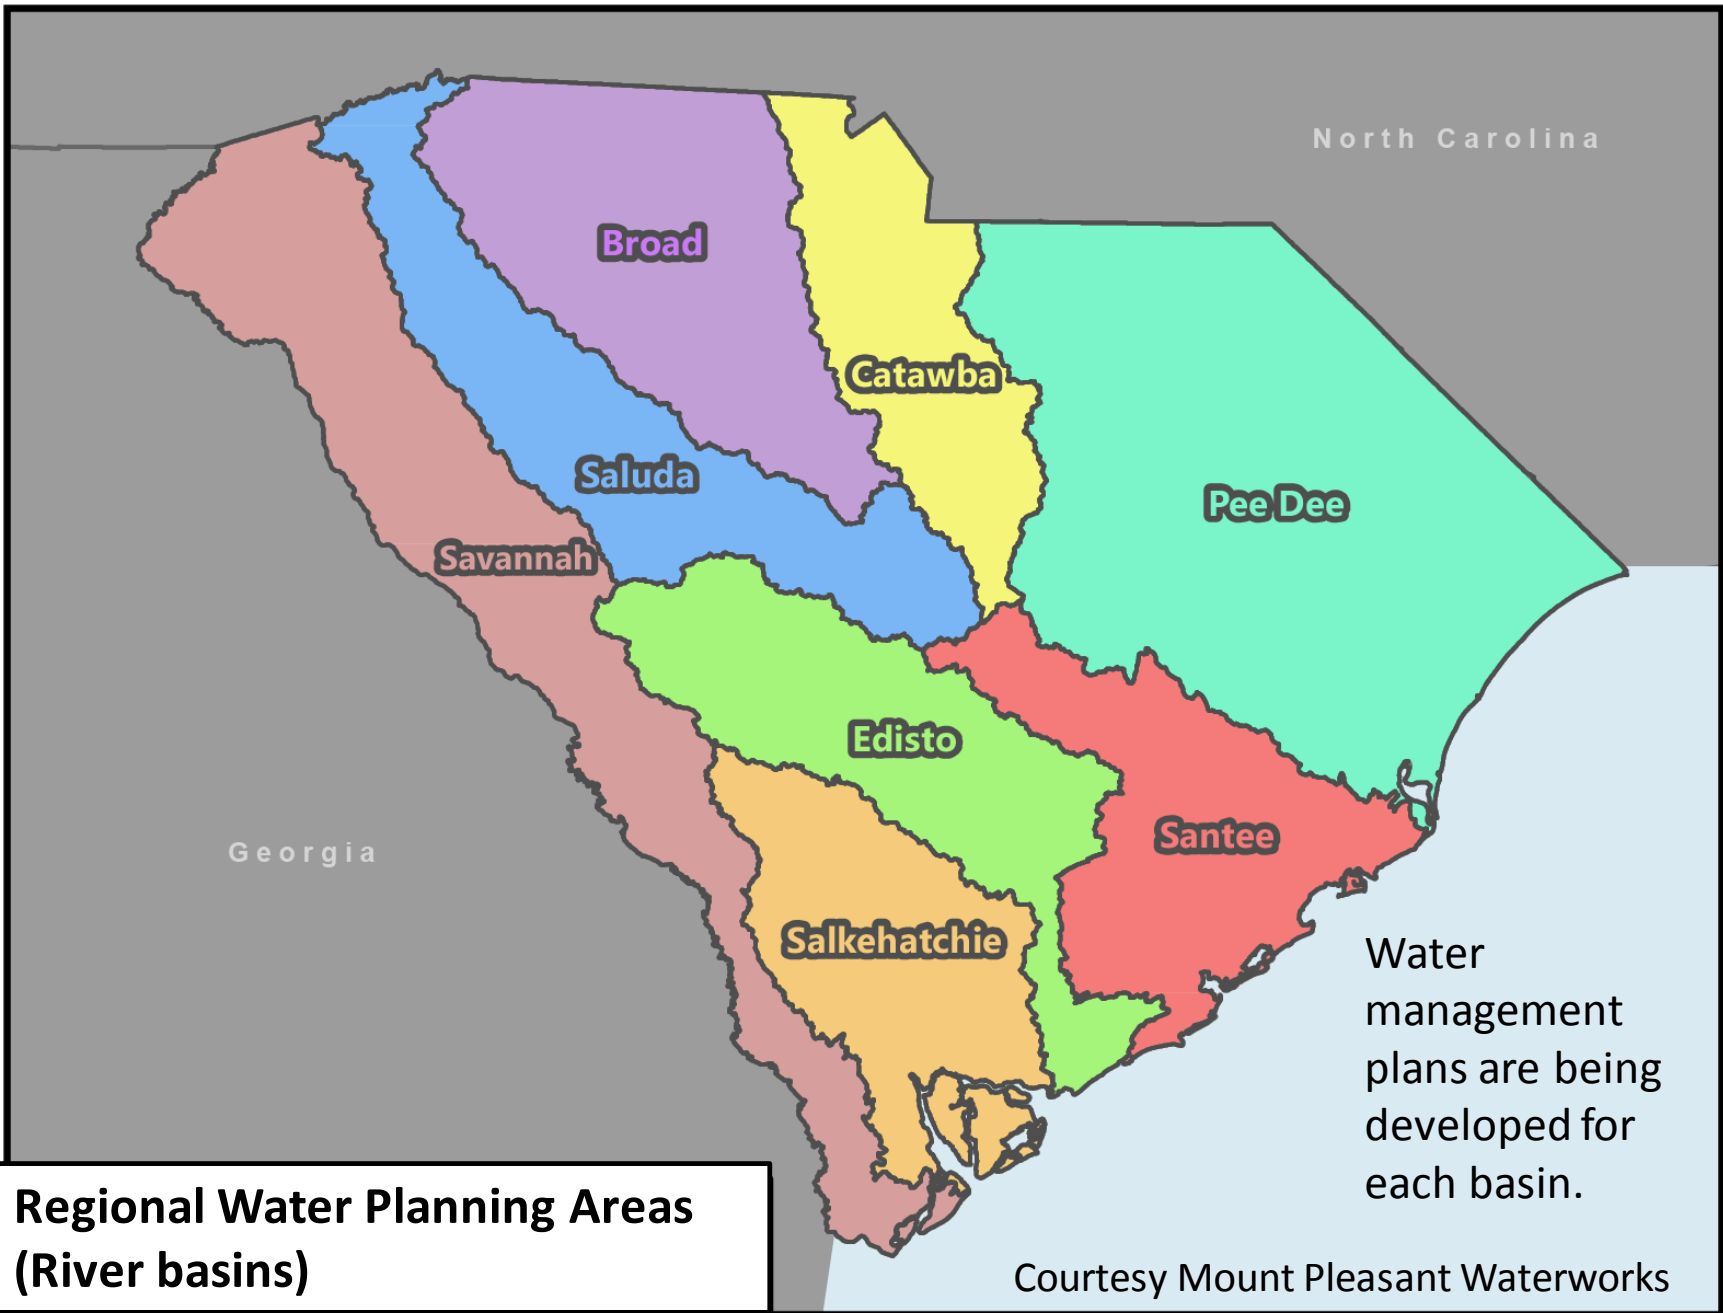 North Carolina
Broad
Catawba
Saluda
Pee Dee
Savannah
Edisto
Santee
Georgia
Salkehatchie
Water
management
plans are being
developed for
each basin.
Regional Water Planning Areas
(River basins)
Courtesy Mount Pleasant Waterworks